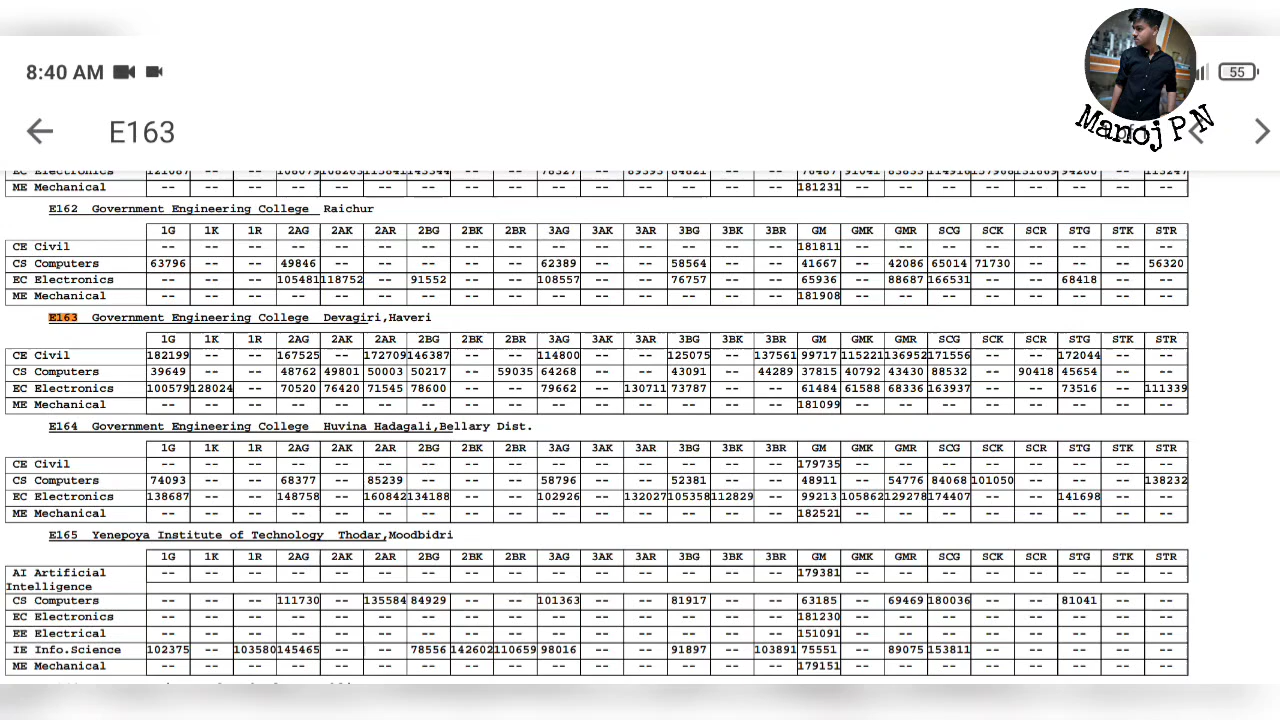 8:40 AM 55
E163
Manoj P N
ME Mechanical -- -- -- -- -- -- -- -- -- -- -- -- -- -- -- 181231 -- -- -- -- -- -- -- --
E162 Government Engineering College Raichur
1G 1K 1R 2AG 2AK 2AR 2BG 2BK 2BR 3AG 3AK 3AR 3BG 3BK 3BR GM GMK GMR SCG SCK SCR STG STK STR
CE Civil -- -- -- -- -- -- -- -- -- -- -- -- -- -- -- 181811 -- -- -- -- -- -- -- --
CS Computers 63796 -- -- 49846 -- -- -- -- -- 62389 -- -- 58564 -- -- 41667 -- 42086 65014 71730 -- -- -- 56320
EC Electronics -- -- -- 105481 118752 -- 91552 -- -- 108557 -- -- 76757 -- -- 65936 -- 88687 166531 -- -- 68418 -- --
ME Mechanical -- -- -- -- -- -- -- -- -- -- -- -- -- -- -- 181908 -- -- -- -- -- -- -- --
E163 Government Engineering College Devagiri,Haveri
1G 1K 1R 2AG 2AK 2AR 2BG 2BK 2BR 3AG 3AK 3AR 3BG 3BK 3BR GM GMK GMR SCG SCK SCR STG STK STR
CE Civil 182199 -- -- 167525 -- 172709 146387 -- -- 114800 -- -- 125075 -- 137561 99717 115221 136952 171556 -- -- 172044 -- --
CS Computers 39649 -- -- 48762 49801 50003 50217 -- 59035 64268 -- -- 43091 -- 44289 37815 40792 43430 88532 -- 90418 45654 -- --
EC Electronics 100579 128024 -- 70520 76420 71545 78600 -- -- 79662 -- 130711 73787 -- -- 61484 61588 68336 163937 -- -- 73516 -- 111339
ME Mechanical -- -- -- -- -- -- -- -- -- -- -- -- -- -- -- 181099 -- -- -- -- -- -- -- --
E164 Government Engineering College Huvina Hadagali,Bellary Dist.
1G 1K 1R 2AG 2AK 2AR 2BG 2BK 2BR 3AG 3AK 3AR 3BG 3BK 3BR GM GMK GMR SCG SCK SCR STG STK STR
CE Civil -- -- -- -- -- -- -- -- -- -- -- -- -- -- -- 179735 -- -- -- -- -- -- -- --
CS Computers 74093 -- -- 68377 -- 85239 -- -- -- 58796 -- -- 52381 -- -- 48911 -- 54776 84068 101050 -- -- -- 138232
EC Electronics 138687 -- -- 148758 -- 160842 134188 -- -- 102926 -- 132027 105358 112829 -- 99213 105862 129278 174407 -- -- 141698 -- --
ME Mechanical -- -- -- -- -- -- -- -- -- -- -- -- -- -- -- 182521 -- -- -- -- -- -- -- --
E165 Yenepoya Institute of Technology Thodar,Moodbidri
1G 1K 1R 2AG 2AK 2AR 2BG 2BK 2BR 3AG 3AK 3AR 3BG 3BK 3BR GM GMK GMR SCG SCK SCR STG STK STR
AI Artificial -- -- -- -- -- -- -- -- -- -- -- -- -- -- -- 179381 -- -- -- -- -- -- -- --
Intelligence
CS Computers -- -- -- 111730 -- 135584 84929 -- -- 101363 -- -- 81917 -- -- 63185 -- 69469 180036 -- -- 81041 -- --
EC Electronics -- -- -- -- -- -- -- -- -- -- -- -- -- -- -- 181230 -- -- -- -- -- -- -- --
EE Electrical -- -- -- -- -- -- -- -- -- -- -- -- -- -- -- 151091 -- -- -- -- -- -- -- --
IE Info.Science 102375 -- 103580 145465 -- -- 78556 142602 110659 98016 -- -- 91897 -- 103891 75551 -- 89075 153811 -- -- -- -- --
ME Mechanical -- -- -- -- -- -- -- -- -- -- -- -- -- -- -- 179151 -- -- -- -- -- -- -- --